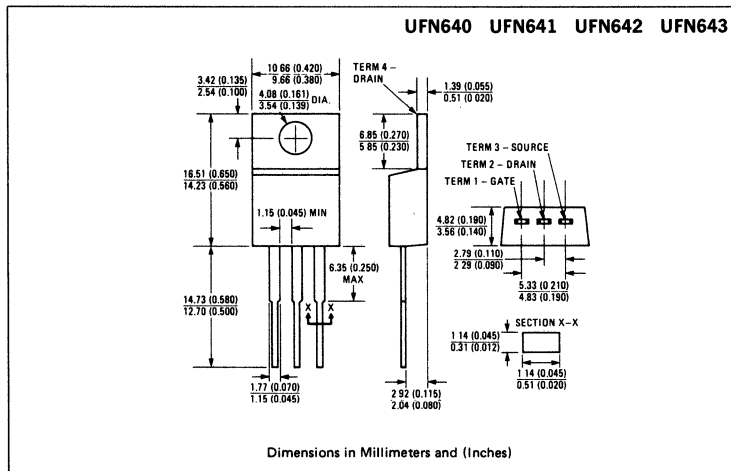 UFN640 UFN641 UFN642 UFN643
10 66 (0.420)
9.66 (0.380)
3.42 (0.135)
2.54 (0.100)
4.08 (0.161)
3.54 (0.139)
DIA.
TERM 4 –
DRAIN
1.39 (0.055)
0.51 (0 020)
6.85 (0.270)
5 85 (0.230)
TERM 3 – SOURCE
TERM 2 – DRAIN
TERM 1 – GATE
16.51 (0.650)
14.23 (0.560)
1.15 (0.045) MIN
4.82 (0.190)
3.56 (0.140)
2.79 (0.110)
2 29 (0.090)
6.35 (0.250)
MAX
5.33 (0 210)
4.83 (0.190)
14.73 (0.580)
12.70 (0.500)
X X
SECTION X–X
1 14 (0.045)
0.31 (0.012)
1 14 (0.045)
0.51 (0.020)
1.77 (0.070)
1.15 (0.045)
2 92 (0.115)
2.04 (0.080)
Dimensions in Millimeters and (Inches)